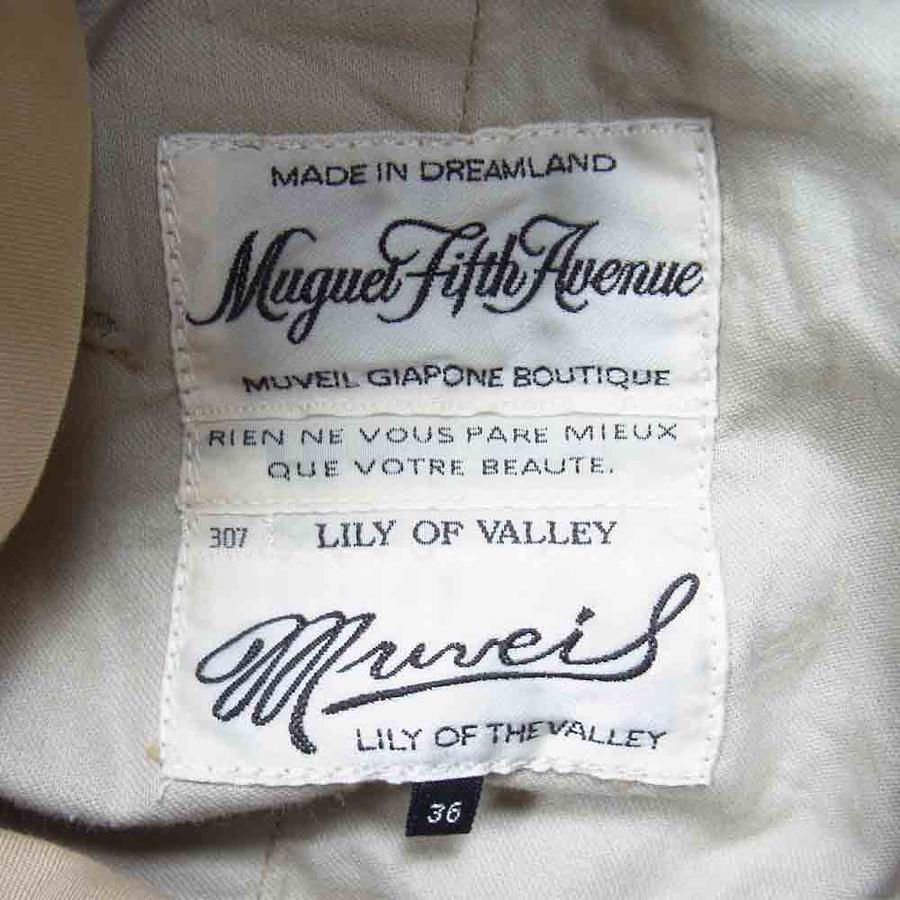 MADE IN DREAMLAND
Muguet Fifth Avenue
MUVEIL GIAPONE BOUTIQUE
RIEN NE VOUS PARE MIEUX
QUE VOTRE BEAUTE.
307 LILY OF VALLEY
Muveil
LILY OF THE VALLEY
36